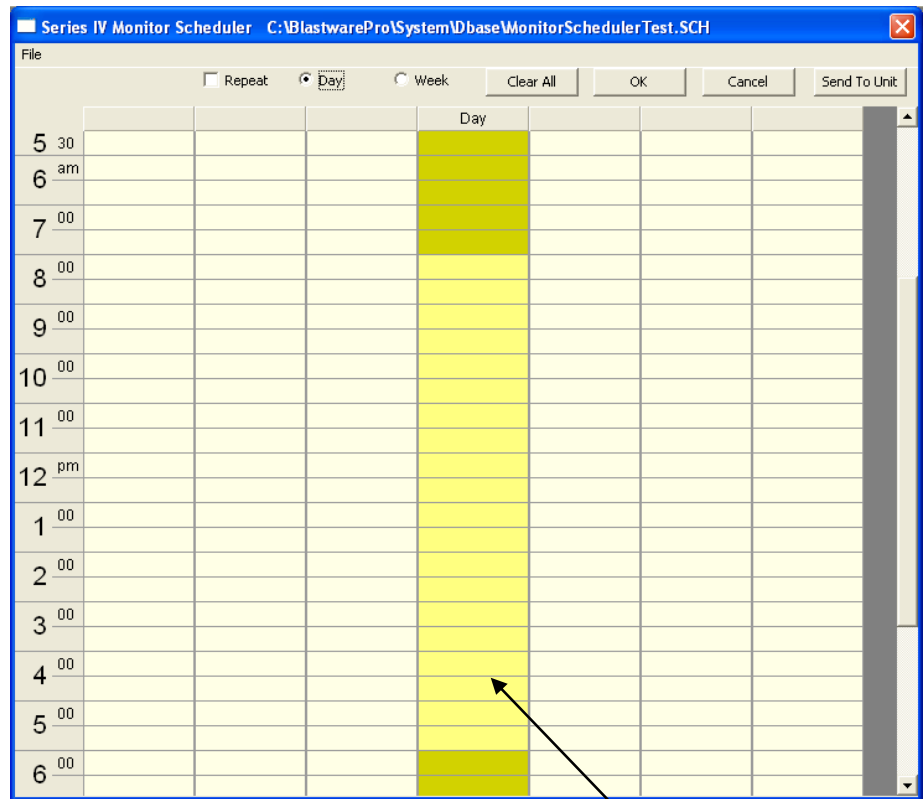 Series IV Monitor Scheduler C:\BlastwarePro\System\Dbase\MonitorSchedulerTest.SCH
File
Repeat Day Week Clear All OK Cancel Send To Unit
Day
5 30
6 am
7 00
8 00
9 00
10 00
11 00
12 pm
1 00
2 00
3 00
4 00
5 00
6 00